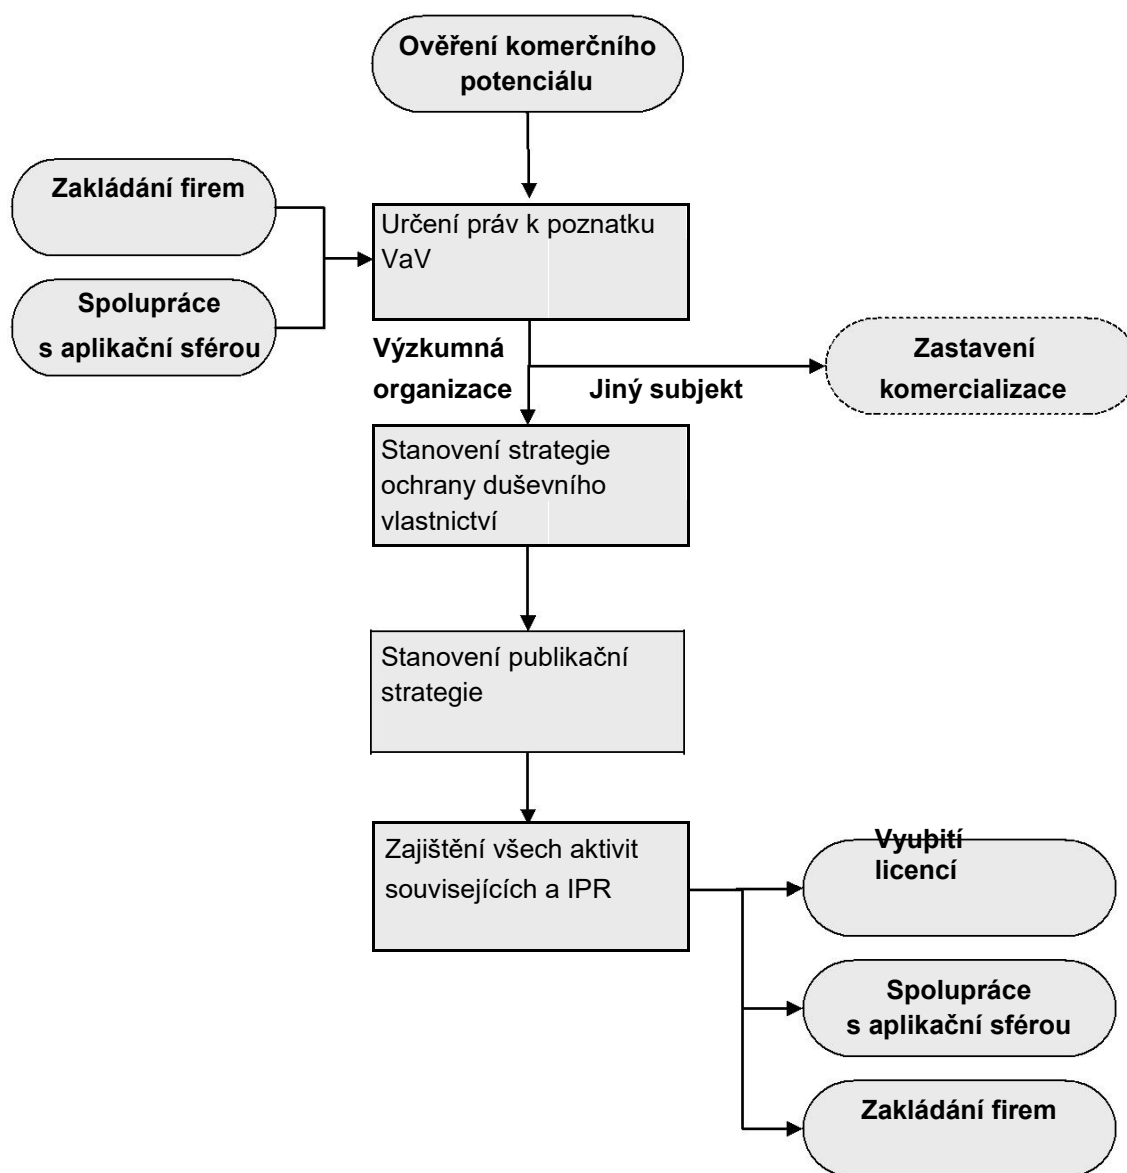 Ověření komerčního
potenciálu
Zakládání firem
Určení práv k poznatku
VaV
Spolupráce
s aplikační sférou
Výzkumná
organizace
Jiný subjekt
Zastavení
komercializace
Stanovení strategie
ochrany duševního
vlastnictví
Stanovení publikační
strategie
Zajištění všech aktivit
souvisejících a IPR
Vyuþití
licencí
Spolupráce
s aplikační sférou
Zakládání firem